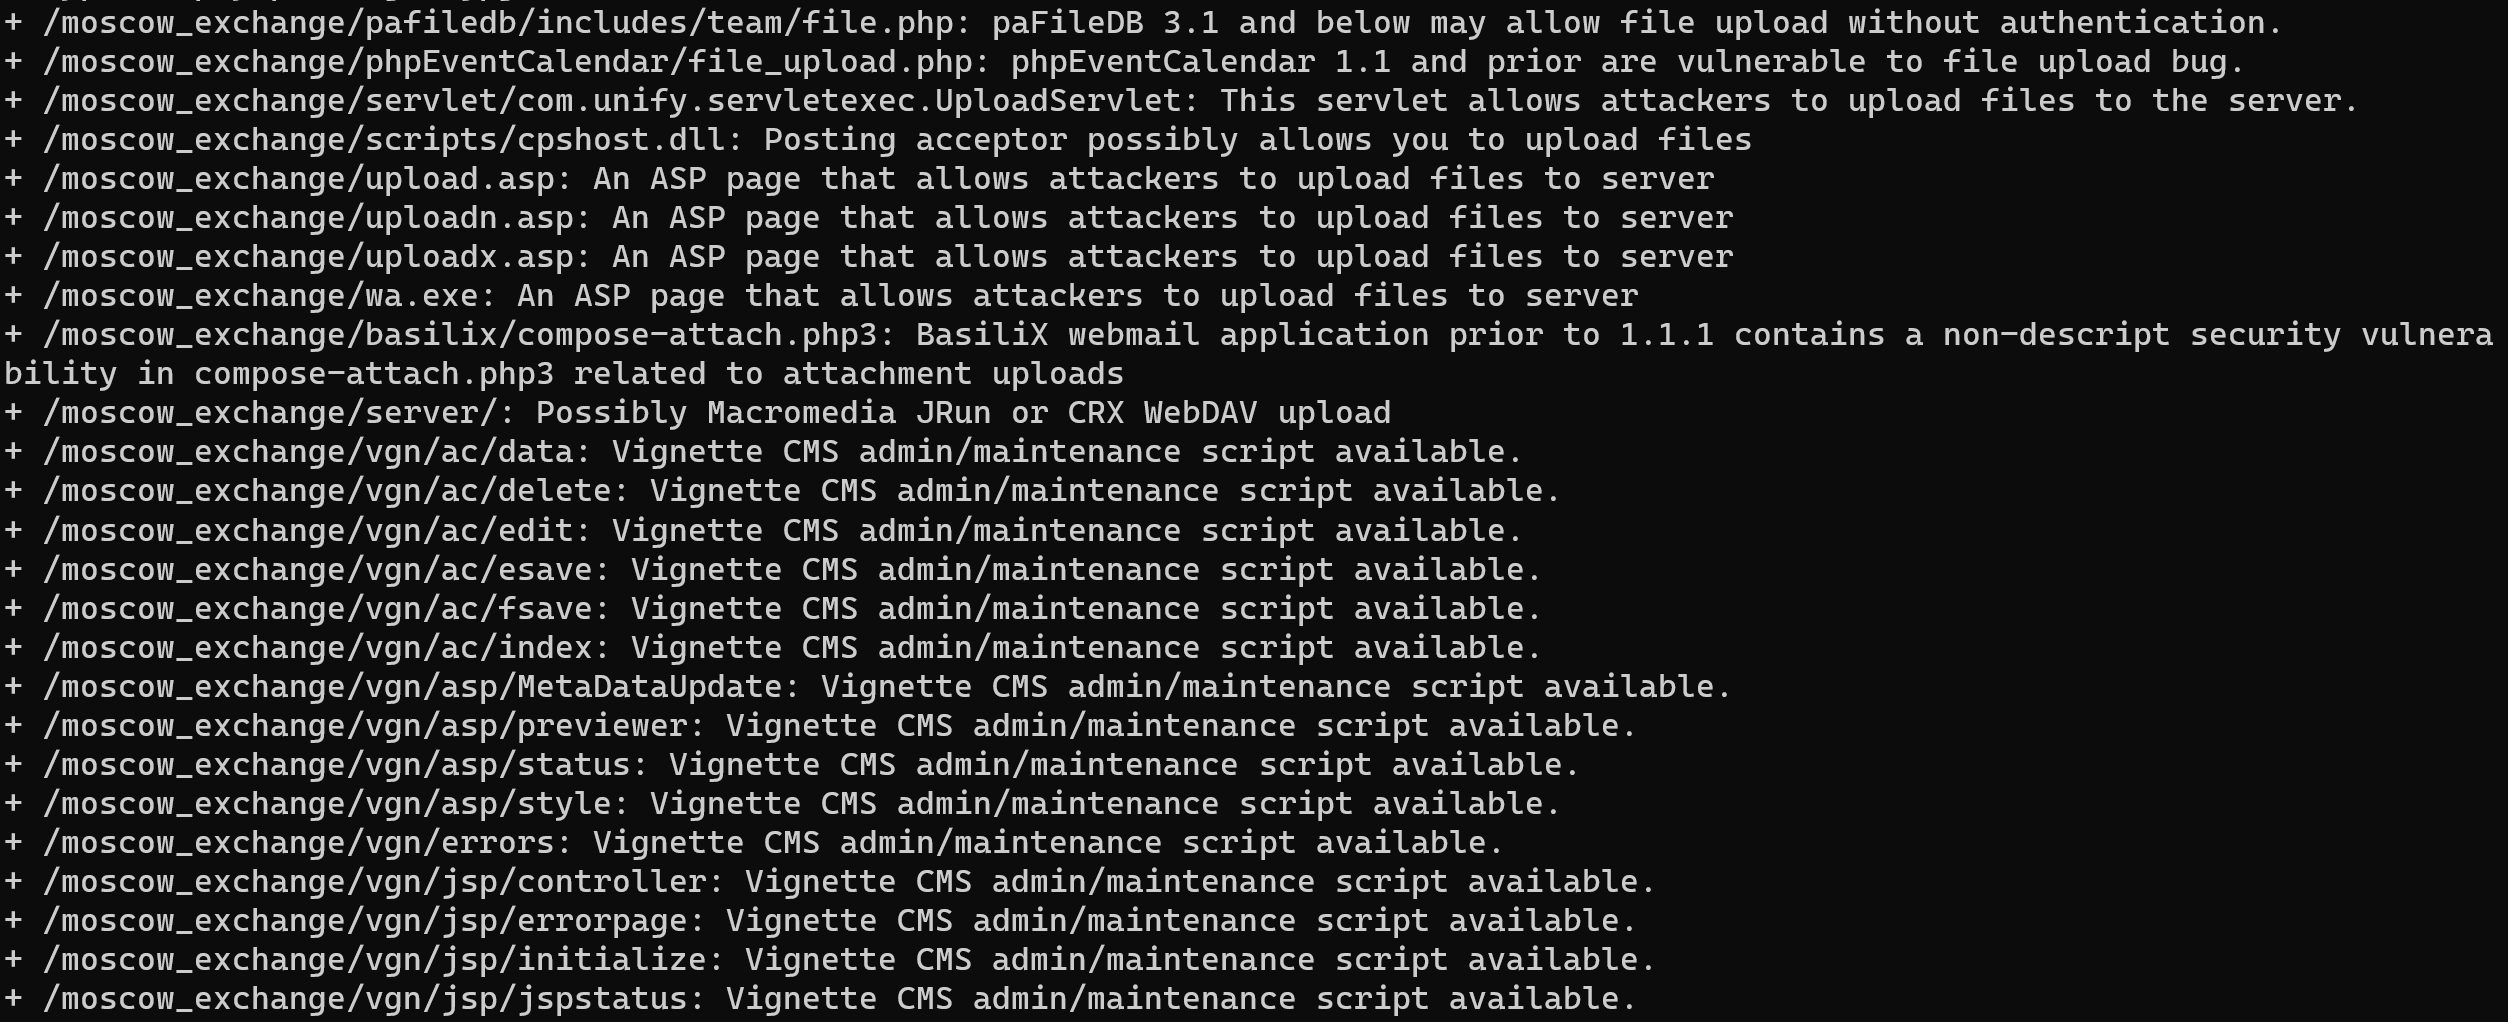 + /moscow_exchange/pafiledb/includes/team/file.php: paFileDB 3.1 and below may allow file upload without authentication.
+ /moscow_exchange/phpEventCalendar/file_upload.php: phpEventCalendar 1.1 and prior are vulnerable to file upload bug.
+ /moscow_exchange/servlet/com.unify.servletexec.UploadServlet: This servlet allows attackers to upload files to the server.
+ /moscow_exchange/scripts/cpshost.dll: Posting acceptor possibly allows you to upload files
+ /moscow_exchange/upload.asp: An ASP page that allows attackers to upload files to server
+ /moscow_exchange/uploadn.asp: An ASP page that allows attackers to upload files to server
+ /moscow_exchange/uploadx.asp: An ASP page that allows attackers to upload files to server
+ /moscow_exchange/wa.exe: An ASP page that allows attackers to upload files to server
+ /moscow_exchange/basilix/compose-attach.php3: BasiliX webmail application prior to 1.1.1 contains a non-descript security vulnera
bility in compose-attach.php3 related to attachment uploads
+ /moscow_exchange/server/: Possibly Macromedia JRun or CRX WebDAV upload
+ /moscow_exchange/vgn/ac/data: Vignette CMS admin/maintenance script available.
+ /moscow_exchange/vgn/ac/delete: Vignette CMS admin/maintenance script available.
+ /moscow_exchange/vgn/ac/edit: Vignette CMS admin/maintenance script available.
+ /moscow_exchange/vgn/ac/esave: Vignette CMS admin/maintenance script available.
+ /moscow_exchange/vgn/ac/fsave: Vignette CMS admin/maintenance script available.
+ /moscow_exchange/vgn/ac/index: Vignette CMS admin/maintenance script available.
+ /moscow_exchange/vgn/asp/MetaDataUpdate: Vignette CMS admin/maintenance script available.
+ /moscow_exchange/vgn/asp/previewer: Vignette CMS admin/maintenance script available.
+ /moscow_exchange/vgn/asp/status: Vignette CMS admin/maintenance script available.
+ /moscow_exchange/vgn/asp/style: Vignette CMS admin/maintenance script available.
+ /moscow_exchange/vgn/errors: Vignette CMS admin/maintenance script available.
+ /moscow_exchange/vgn/jsp/controller: Vignette CMS admin/maintenance script available.
+ /moscow_exchange/vgn/jsp/errorpage: Vignette CMS admin/maintenance script available.
+ /moscow_exchange/vgn/jsp/initialize: Vignette CMS admin/maintenance script available.
+ /moscow_exchange/vgn/jsp/jspstatus: Vignette CMS admin/maintenance script available.